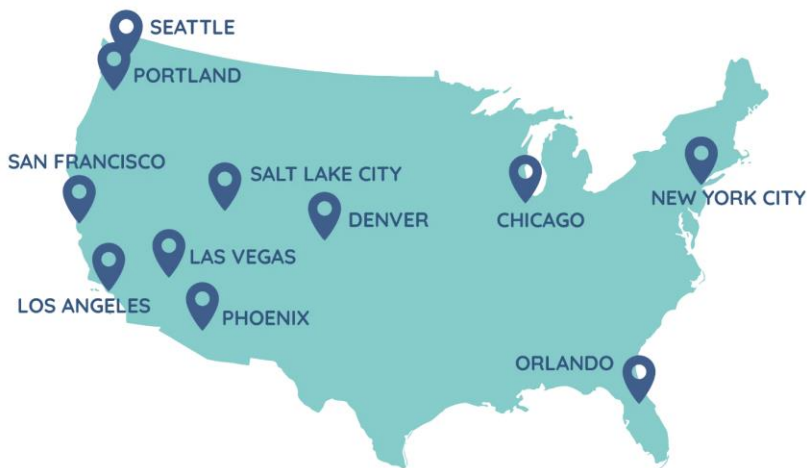 SEATTLE
PORTLAND
SAN FRANCISCO
SALT LAKE CITY
DENVER
CHICAGO
NEW YORK CITY
LAS VEGAS
LOS ANGELES
PHOENIX
ORLANDO